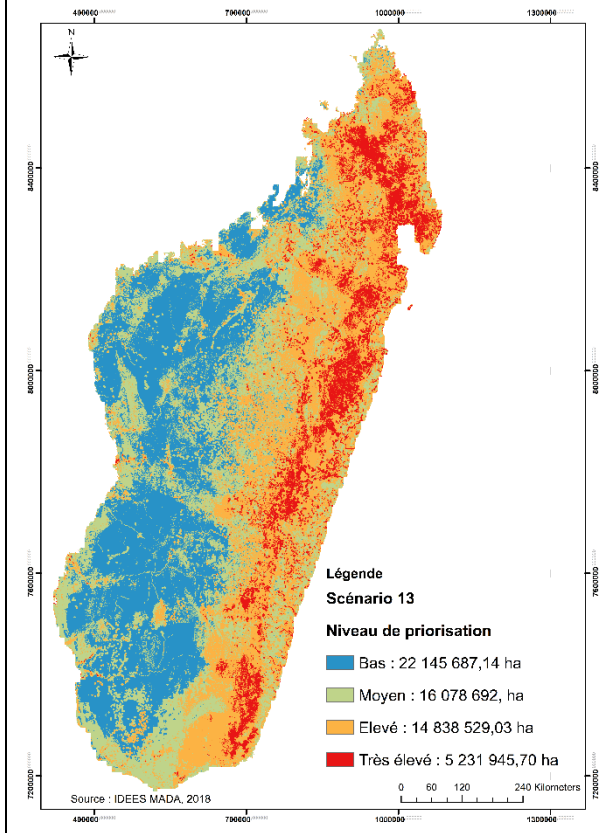 400000 700000 1000000 1300000
N
8400000 8400000
8000000 8000000
7600000 7600000
Légende
Scénario 13
Niveau de priorisation
Bas : 22 145 687,14 ha
Moyen : 16 078 692, ha
Elevé : 14 838 529,03 ha
Très élevé : 5 231 945,70 ha
7200000 7200000
0 60 120 240 Kilometers
Source : IDEES MADA, 2018
400000 700000 1000000 1300000